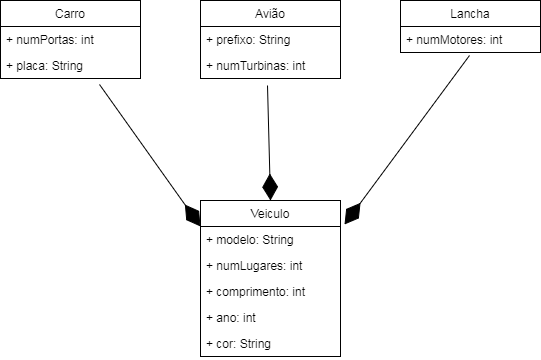 Carro
+ numPortas: int
+ placa: String
Avião
+ prefixo: String
+ numTurbinas: int
Lancha
+ numMotores: int
Veiculo
+ modelo: String
+ numLugares: int
+ comprimento: int
+ ano: int
+ cor: String